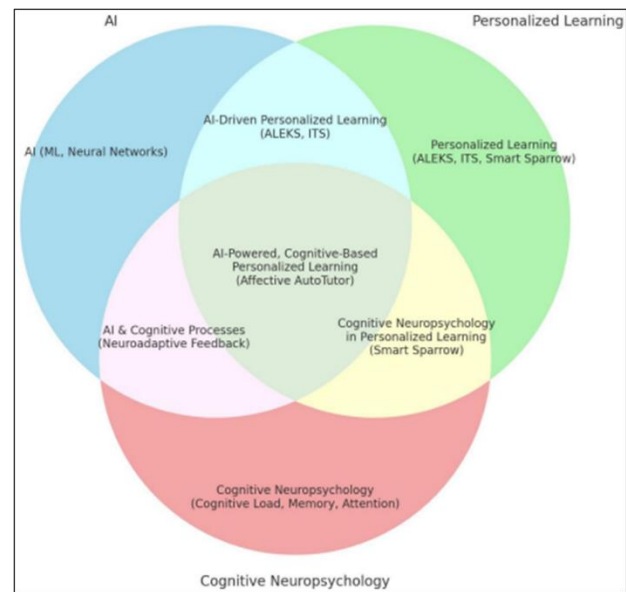 AI
Personalized Learning
AI-Driven Personalized Learning
(ALEKS, ITS)
AI (ML, Neural Networks)
Personalized Learning
(ALEKS, ITS, Smart Sparrow)
AI-Powered, Cognitive-Based
Personalized Learning
(Affective AutoTutor)
AI & Cognitive Processes
(Neuroadaptive Feedback)
Cognitive Neuropsychology
in Personalized Learning
(Smart Sparrow)
Cognitive Neuropsychology
(Cognitive Load, Memory, Attention)
Cognitive Neuropsychology